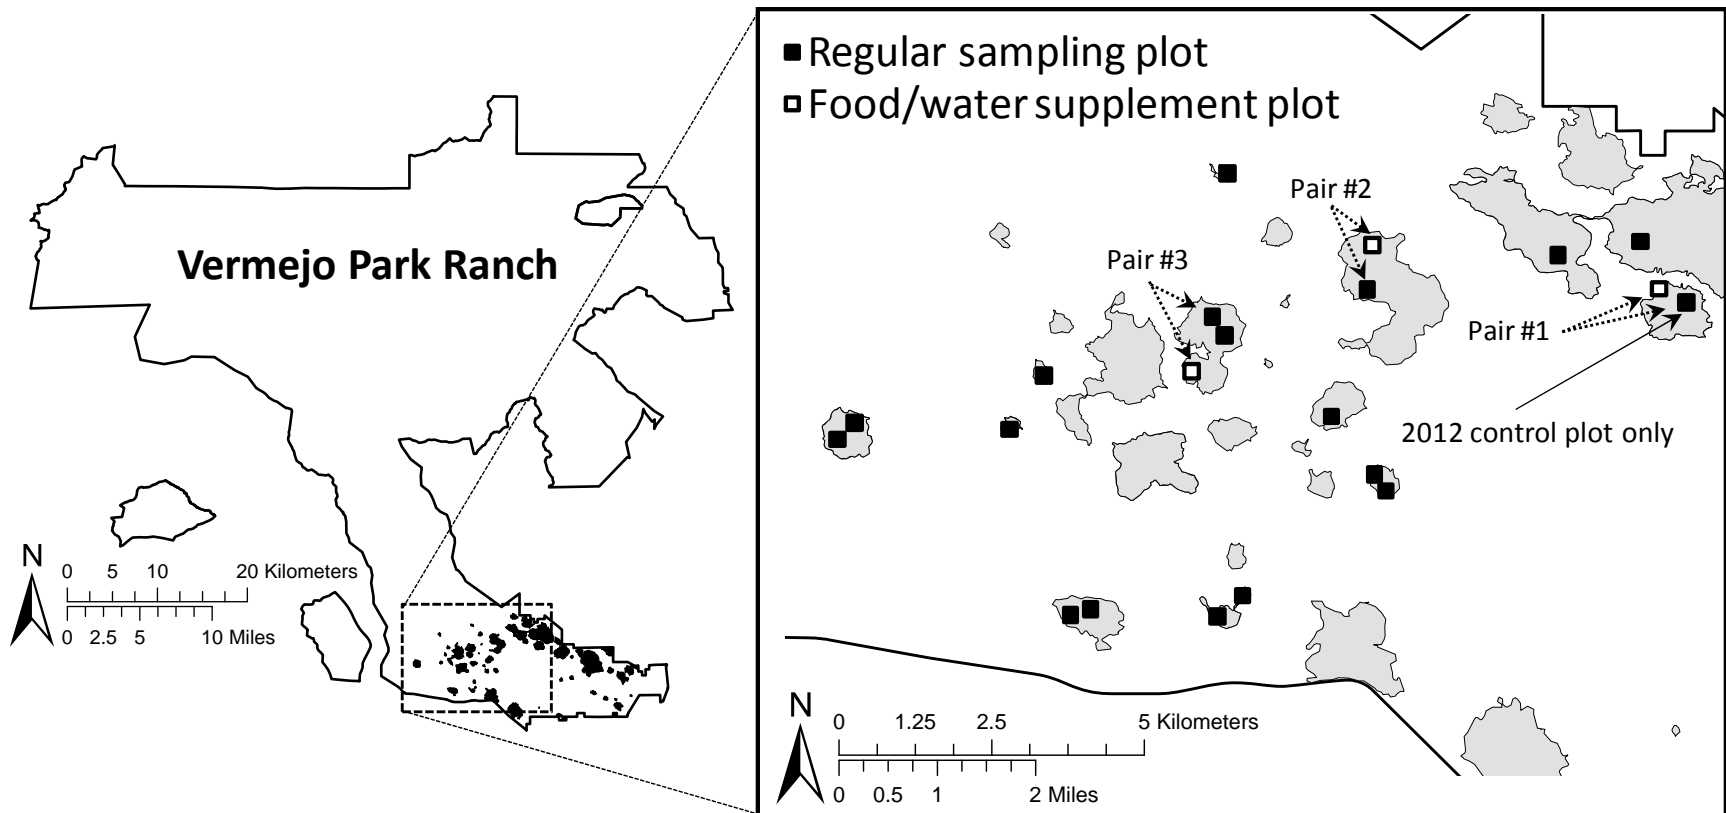 Vermejo Park Ranch
N
0 5 10 20 Kilometers
0 2.5 5 10 Miles
Regular sampling plot
Food/water supplement plot
Pair #2
Pair #3
Pair #1
2012 control plot only
N
0 1.25 2.5 5 Kilometers
0 0.5 1 2 Miles